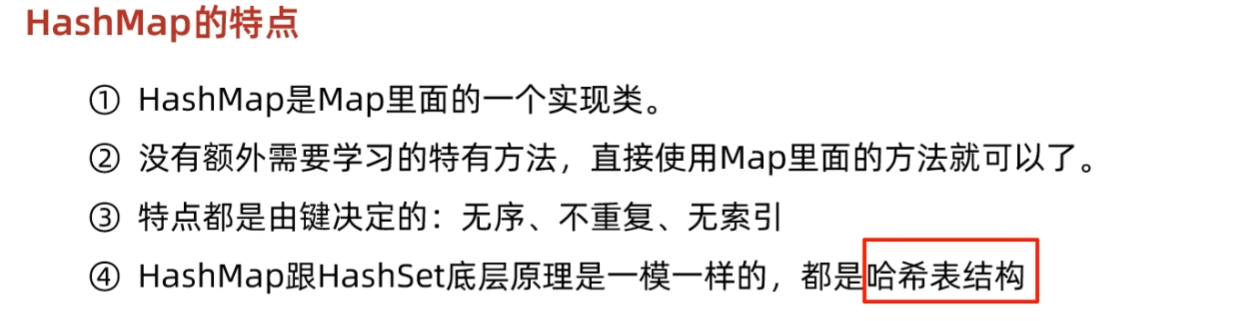 HashMap的特点
① HashMap是Map里面的一个实现类。
② 没有额外需要学习的特有方法，直接使用Map里面的方法就可以了。
③ 特点都是由键决定的：无序、不重复、无索引
④ HashMap跟HashSet底层原理是一模一样的，都是哈希表结构